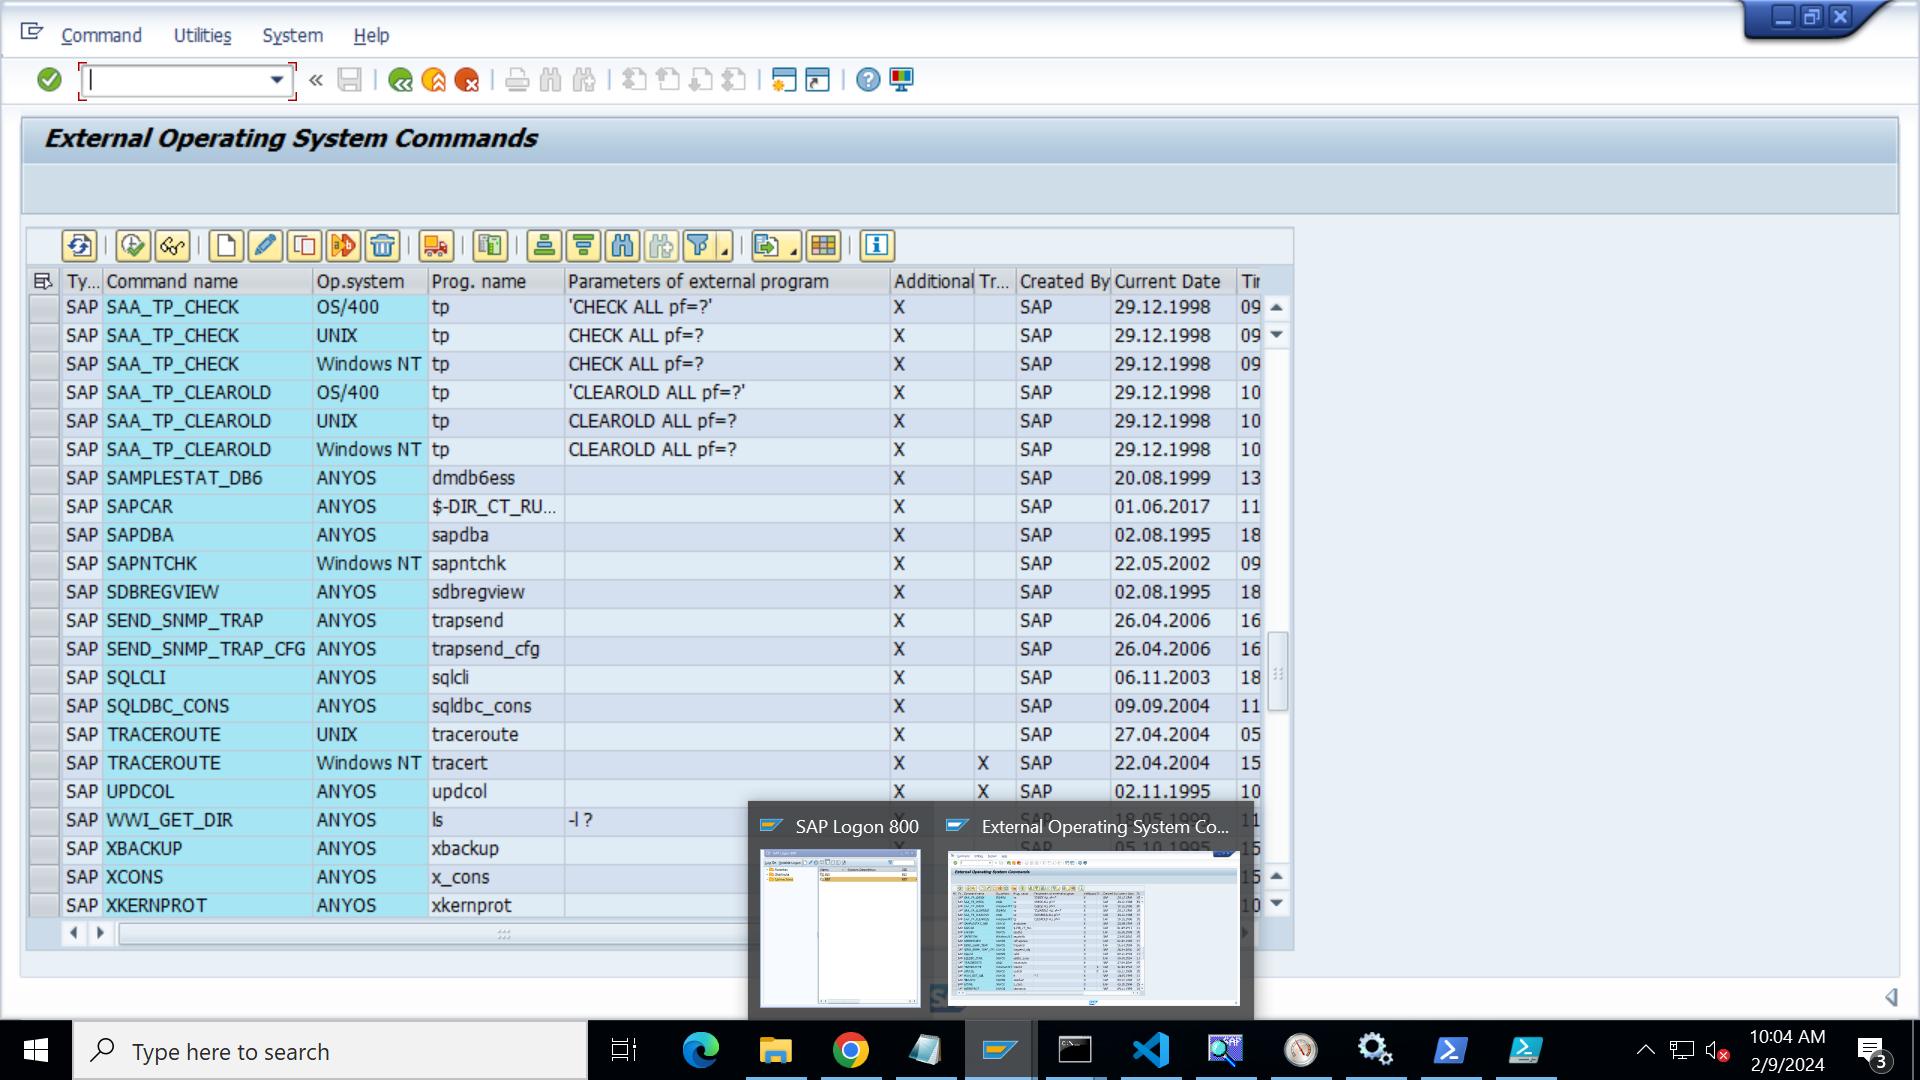 Command Utilities System Help
External Operating System Commands
Ty... Command name Op.system Prog. name Parameters of external program Additional Tr... Created By Current Date
SAP SAA_TP_CHECK OS/400 tp 'CHECK ALL pf=?' X SAP 29.12.1998 09
SAP SAA_TP_CHECK UNIX tp CHECK ALL pf=? X SAP 29.12.1998 09
SAP SAA_TP_CHECK Windows NT tp CHECK ALL pf=? X SAP 29.12.1998 09
SAP SAA_TP_CLEAROLD OS/400 tp 'CLEAROLD ALL pf=?' X SAP 29.12.1998 10
SAP SAA_TP_CLEAROLD UNIX tp CLEAROLD ALL pf=? X SAP 29.12.1998 10
SAP SAA_TP_CLEAROLD Windows NT tp CLEAROLD ALL pf=? X SAP 29.12.1998 10
SAP SAMPLESTAT_DB6 ANYOS dmdb6ess X SAP 20.08.1999 13
SAP SAPCAR ANYOS $-DIR_CT_RU... X SAP 01.06.2017 11
SAP SAPDBA ANYOS sapdba X SAP 02.08.1995 18
SAP SAPNTCHK Windows NT sapntchk X SAP 22.05.2002 09
SAP SDBREGVIEW ANYOS sdbregview X SAP 02.08.1995 18
SAP SEND_SNMP_TRAP ANYOS trapsend X SAP 26.04.2006 16
SAP SEND_SNMP_TRAP_CFG ANYOS trapsend_cfg X SAP 26.04.2006 16
SAP SQLCLI ANYOS sqlcli X SAP 06.11.2003 18
SAP SQLDBC_CONS ANYOS sqldbc_cons X SAP 09.09.2004 11
SAP TRACEROUTE UNIX traceroute X SAP 27.04.2004 05
SAP TRACEROUTE Windows NT tracert X X SAP 22.04.2004 15
SAP UPDCOL ANYOS updcol X X SAP 02.11.1995 10
SAP WWI_GET_DIR ANYOS ls -l ? X SAP 18.05.1999 11
SAP XBACKUP ANYOS xbackup X SAP 05.10.1995 15
SAP XCONS ANYOS x_cons 15
SAP XKERNPROT ANYOS xkernprot 10
SAP Logon 800 External Operating System Co...
Type here to search
10:04 AM
2/9/2024
3